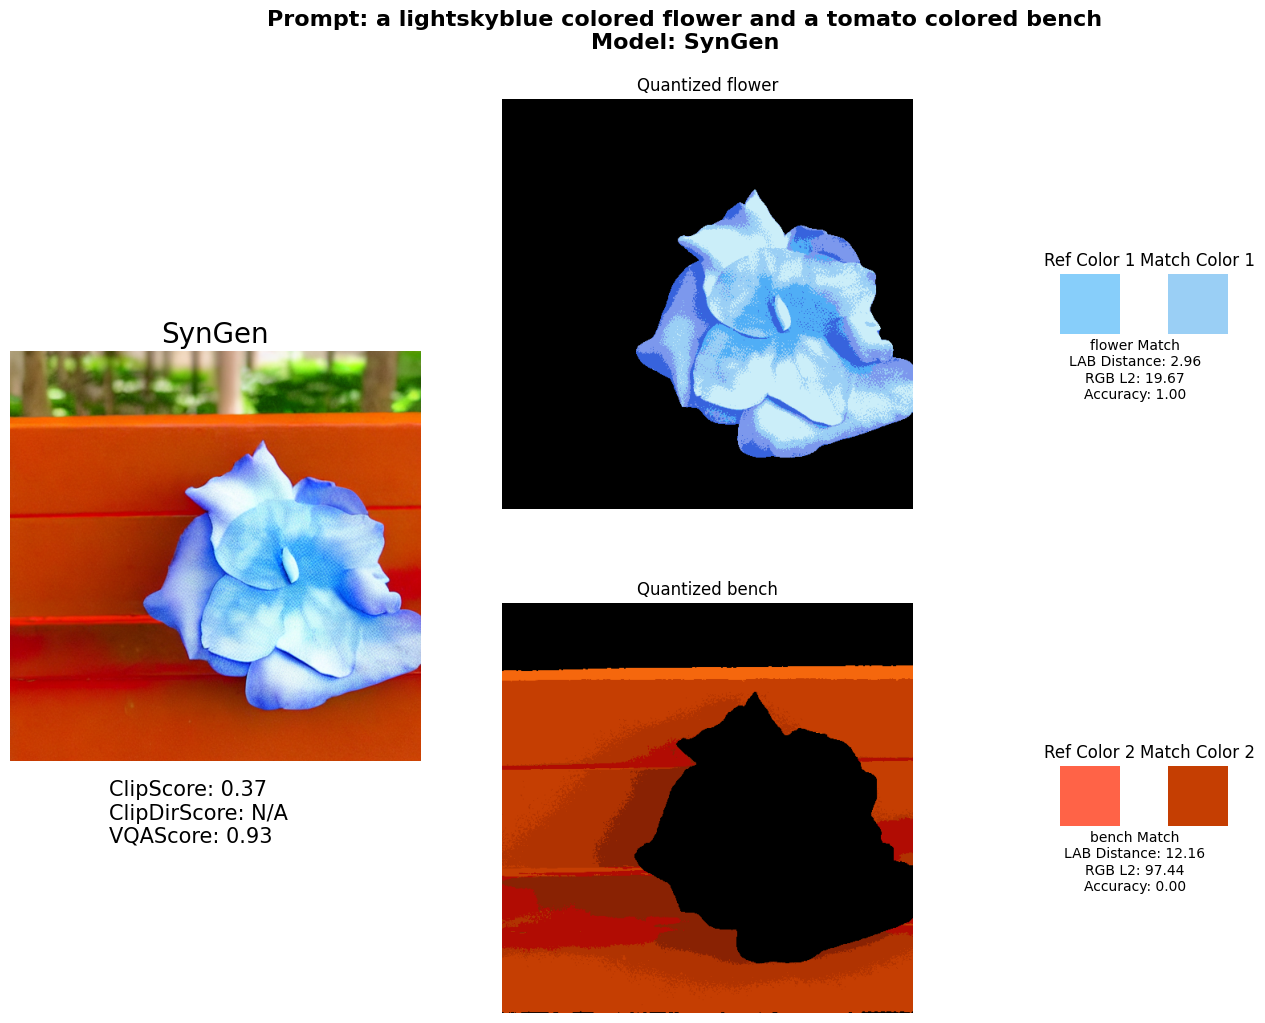 Prompt: a lightskyblue colored flower and a tomato colored bench
Model: SynGen
Quantized flower
Ref Color 1 Match Color 1
flower Match
LAB Distance: 2.96
RGB L2: 19.67
Accuracy: 1.00
SynGen
ClipScore: 0.37
ClipDirScore: N/A
VQAScore: 0.93
Quantized bench
Ref Color 2 Match Color 2
bench Match
LAB Distance: 12.16
RGB L2: 97.44
Accuracy: 0.00